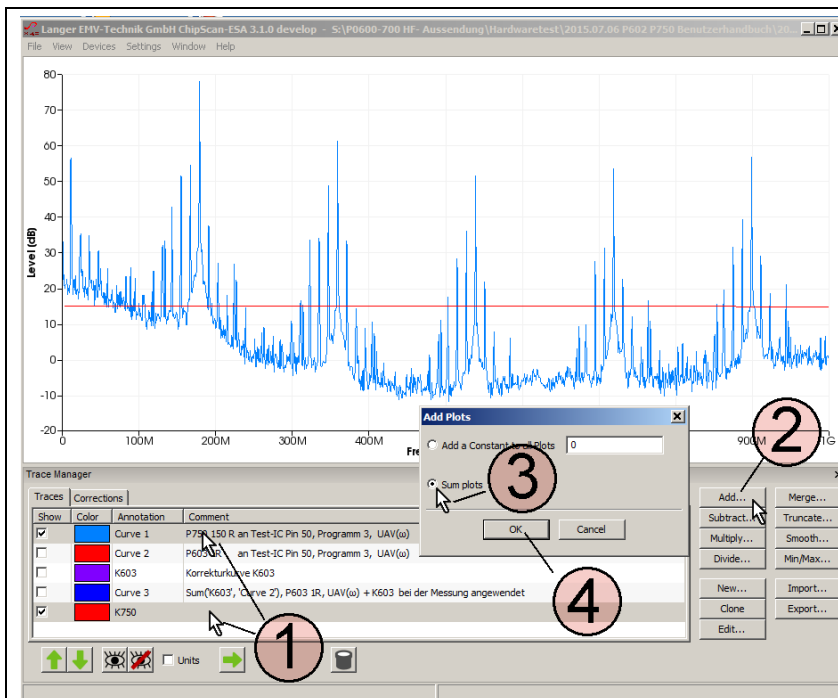 Langer EMV-Technik GmbH ChipScan-ESA 3.1.0 develop - S:\P0600-700 HF- Aussendung\Hardwaretest\2015.07.06 P602 P750 Benutzerhandbuch\20...
File View Devices Settings Window Help
Level (dB)
80
70
60
50
40
30
20
10
0
-10
-20
0 100M 200M 300M 400M 900M 1G
Add Plots
Add a Constant to all Plots 0
Sum plots
OK Cancel
1
2
3
4
Trace Manager
Traces Corrections
Show Color Annotation Comment
Curve 1 P750 150 R an Test-IC Pin 50, Programm 3, UAV(ω)
Curve 2 P603 1R an Test-IC Pin 50, Programm 3, UAV(ω)
K603 Korrekturkurve K603
Curve 3 Sum('K603', 'Curve 2'), P603 1R, UAV(ω) + K603 bei der Messung angewendet
K750
Units
Add... Merge...
Subtract... Truncate...
Multiply... Smooth...
Divide... Min/Max...
New... Import...
Clone Export...
Edit...